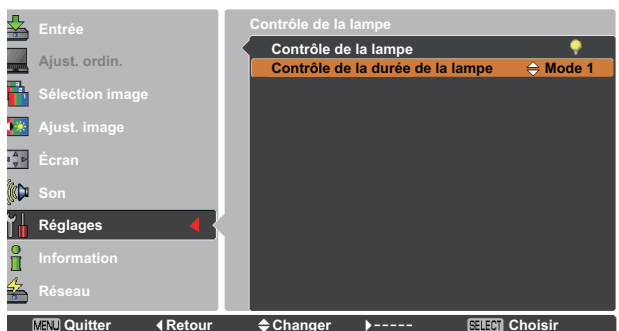 Entrée
Ajust. ordin.
Sélection image
Ajust. image
Écran
Son
Réglages
Information
Réseau
Contrôle de la lampe
Contrôle de la lampe
Contrôle de la durée de la lampe Mode 1
MENU Quitter Retour Changer ----- SELECT Choisir